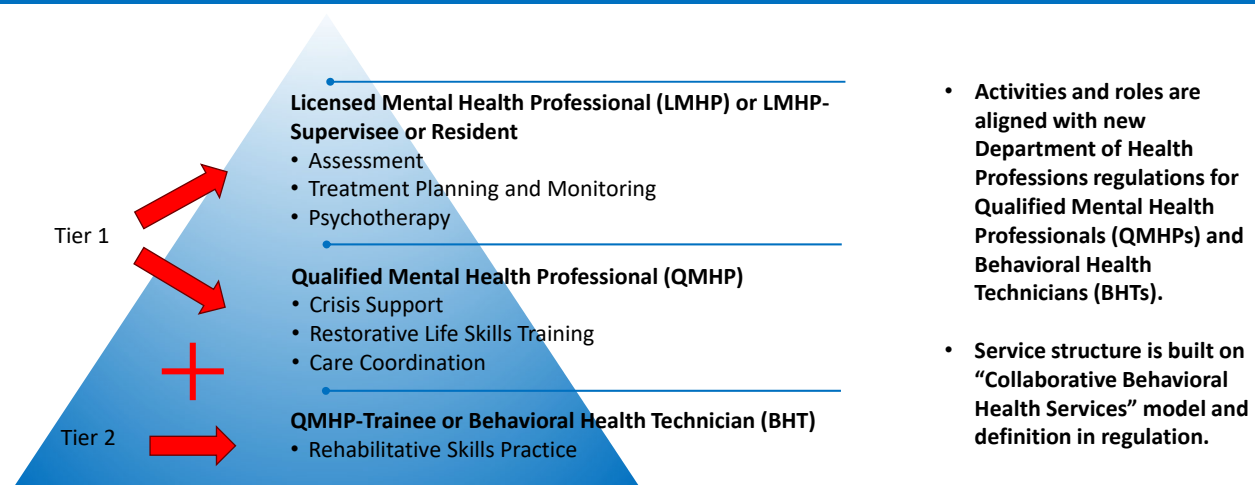 Licensed Mental Health Professional (LMHP) or LMHP-
Supervisee or Resident
• Assessment
• Treatment Planning and Monitoring
• Psychotherapy
Tier 1
Qualified Mental Health Professional (QMHP)
• Crisis Support
• Restorative Life Skills Training
• Care Coordination
QMHP-Trainee or Behavioral Health Technician (BHT)
Tier 2
• Rehabilitative Skills Practice
• Activities and roles are
aligned with new
Department of Health
Professions regulations for
Qualified Mental Health
Professionals (QMHPs) and
Behavioral Health
Technicians (BHTs).
• Service structure is built on
“Collaborative Behavioral
Health Services” model and
definition in regulation.